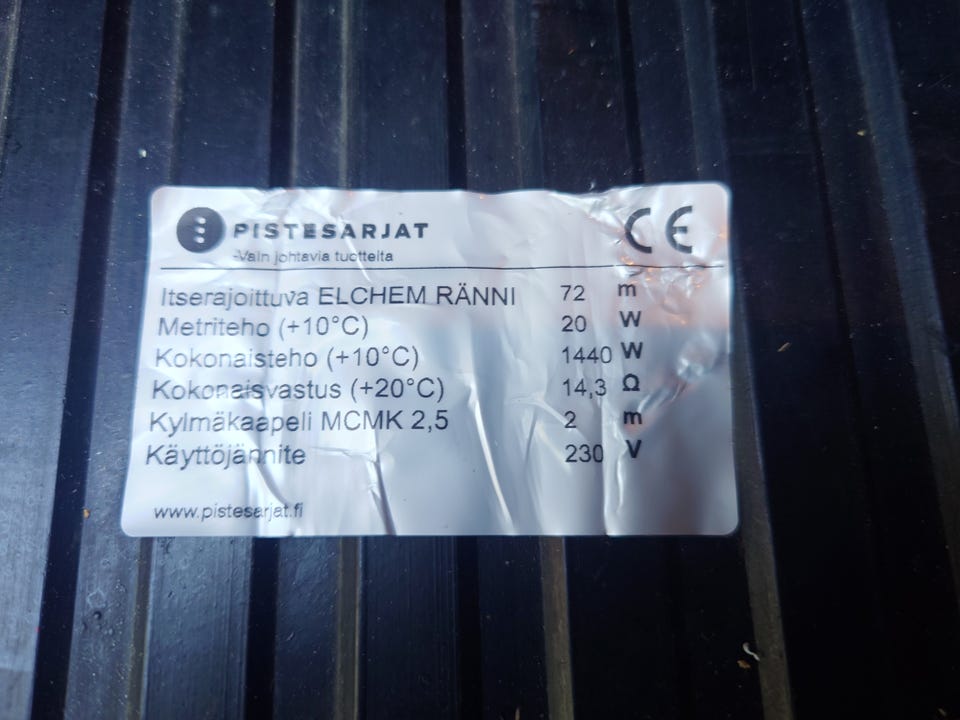 PISTESARJAT
-Vain johtavia tuotteita
CE
Itserajoittuva ELCHEM RÄNNI 72 m
Metriteho (+10°C) 20 W
Kokonaisteho (+10°C) 1440 W
Kokonaisvastus (+20°C) 14,3 Ω
Kylmäkaapeli MCMK 2,5 2 m
Käyttöjännite 230 V
www.pistesarjat.fi